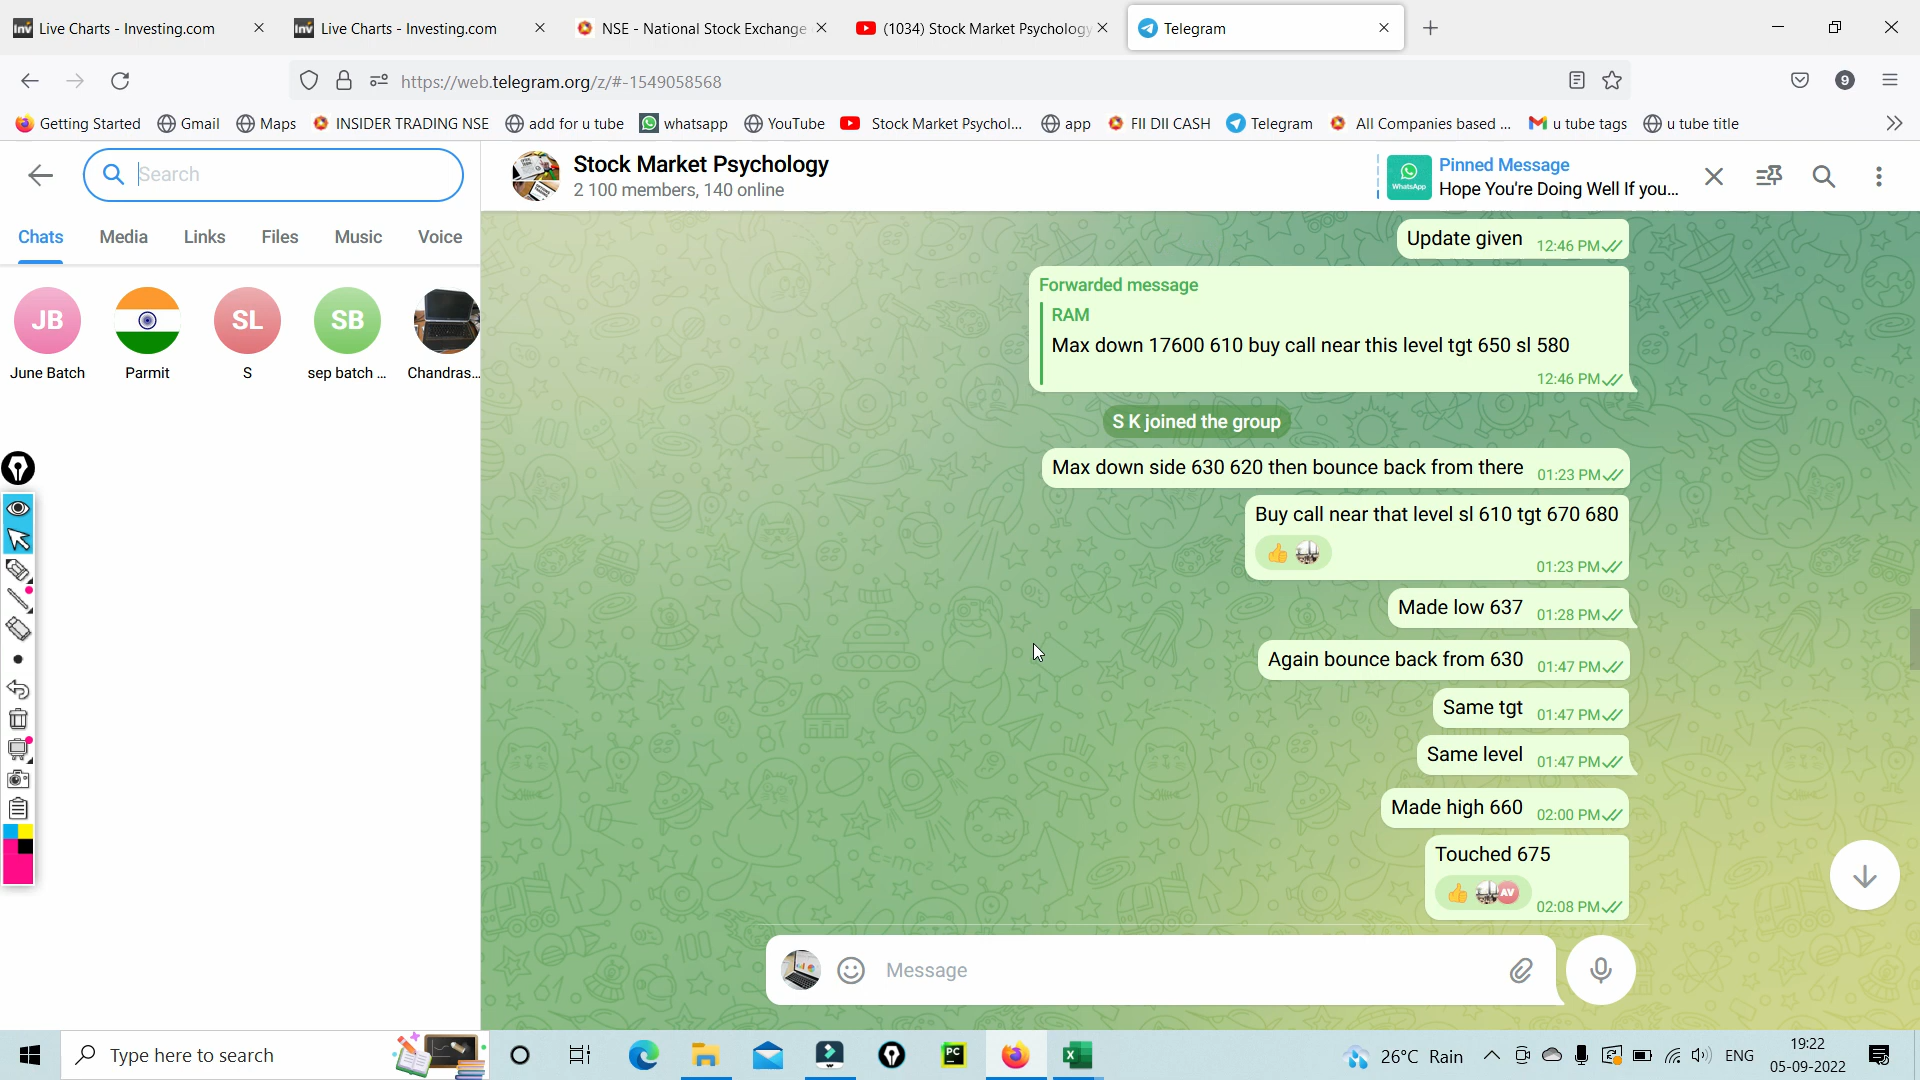 Live Charts - Investing.com
Live Charts - Investing.com
NSE - National Stock Exchange
(1034) Stock Market Psychology
Telegram
https://web.telegram.org/z/#-1549058568
9
Getting Started
Gmail
Maps
INSIDER TRADING NSE
add for u tube
whatsapp
YouTube
Stock Market Psychol...
app
FII DII CASH
Telegram
All Companies based ...
u tube tags
u tube title
Search
Chats
Media
Links
Files
Music
Voice
JB
SL
SB
June Batch
Parmit
S
sep batch ...
Chandras...
Stock Market Psychology
2 100 members, 140 online
WhatsApp
Pinned Message
Hope You're Doing Well If you...
Update given 12:46 PM
Forwarded message
RAM
Max down 17600 610 buy call near this level tgt 650 sl 580
12:46 PM
S K joined the group
Max down side 630 620 then bounce back from there 01:23 PM
Buy call near that level sl 610 tgt 670 680
01:23 PM
Made low 637 01:28 PM
Again bounce back from 630 01:47 PM
Same tgt 01:47 PM
Same level 01:47 PM
Made high 660 02:00 PM
Touched 675
AV
02:08 PM
Message
Type here to search
PC
26°C Rain
ENG
19:22
05-09-2022